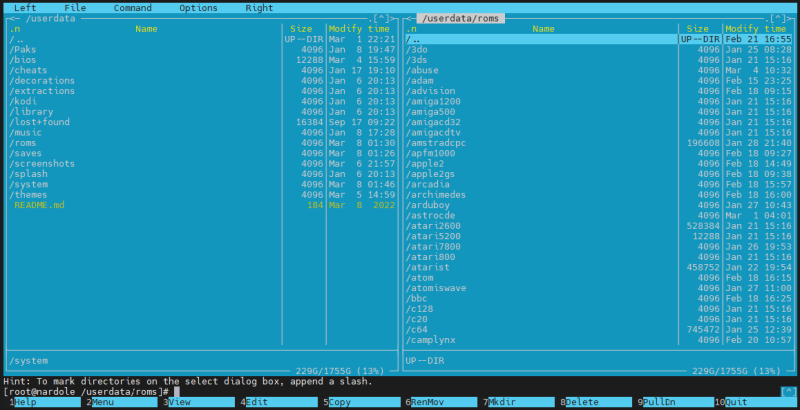 Left File Command Options Right
<─ /userdata .[^]>
.n Name Size Modify time
/.. UP--DIR Mar 1 22:21
/Paks 4096 Jan 8 19:47
/bios 12288 Mar 4 15:59
/cheats 4096 Jan 17 19:10
/decorations 4096 Jan 6 20:13
/extractions 4096 Jan 6 20:13
/kodi 4096 Jan 6 20:13
/library 4096 Jan 6 20:13
/lost+found 16384 Sep 17 09:22
/music 4096 Jan 8 17:28
/roms 4096 Mar 8 01:30
/saves 4096 Mar 8 01:26
/screenshots 4096 Mar 6 21:57
/splash 4096 Jan 6 20:13
/system 4096 Mar 8 01:46
/themes 4096 Mar 5 14:59
README.md 184 Mar 8 2022
/system
229G/1755G (13%)
<─ /userdata/roms .[^]>
.n Name Size Modify time
/.. UP--DIR Feb 21 16:55
/3do 4096 Jan 25 08:28
/3ds 4096 Jan 21 15:16
/abuse 4096 Mar 4 10:32
/adam 4096 Feb 15 23:25
/advision 4096 Feb 18 09:15
/amiga1200 4096 Jan 21 15:16
/amiga500 4096 Jan 21 15:16
/amigacd32 4096 Jan 21 15:16
/amigacdtv 4096 Jan 21 15:16
/amstradcpc 196608 Jan 28 21:40
/apfm1000 4096 Feb 18 09:27
/apple2 4096 Feb 18 14:49
/apple2gs 4096 Feb 18 09:38
/arcadia 4096 Feb 18 15:57
/archimedes 4096 Feb 18 16:00
/arduboy 4096 Jan 27 10:43
/astrocde 4096 Mar 1 04:01
/atari2600 528384 Jan 21 15:16
/atari5200 12288 Jan 21 15:16
/atari7800 4096 Jan 26 19:53
/atari800 4096 Jan 21 15:16
/atarist 458752 Jan 22 19:54
/atom 4096 Feb 18 16:15
/atomiswave 4096 Jan 27 11:00
/bbc 4096 Feb 18 16:25
/c128 4096 Jan 21 15:16
/c20 4096 Jan 21 15:16
/c64 745472 Jan 25 12:39
/camplynx 4096 Feb 20 10:57
UP--DIR
229G/1755G (13%)
Hint: To mark directories on the select dialog box, append a slash.
[root@nardole /userdata/roms]# [^]
1Help 2Menu 3View 4Edit 5Copy 6RenMov 7Mkdir 8Delete 9PullDn 10Quit